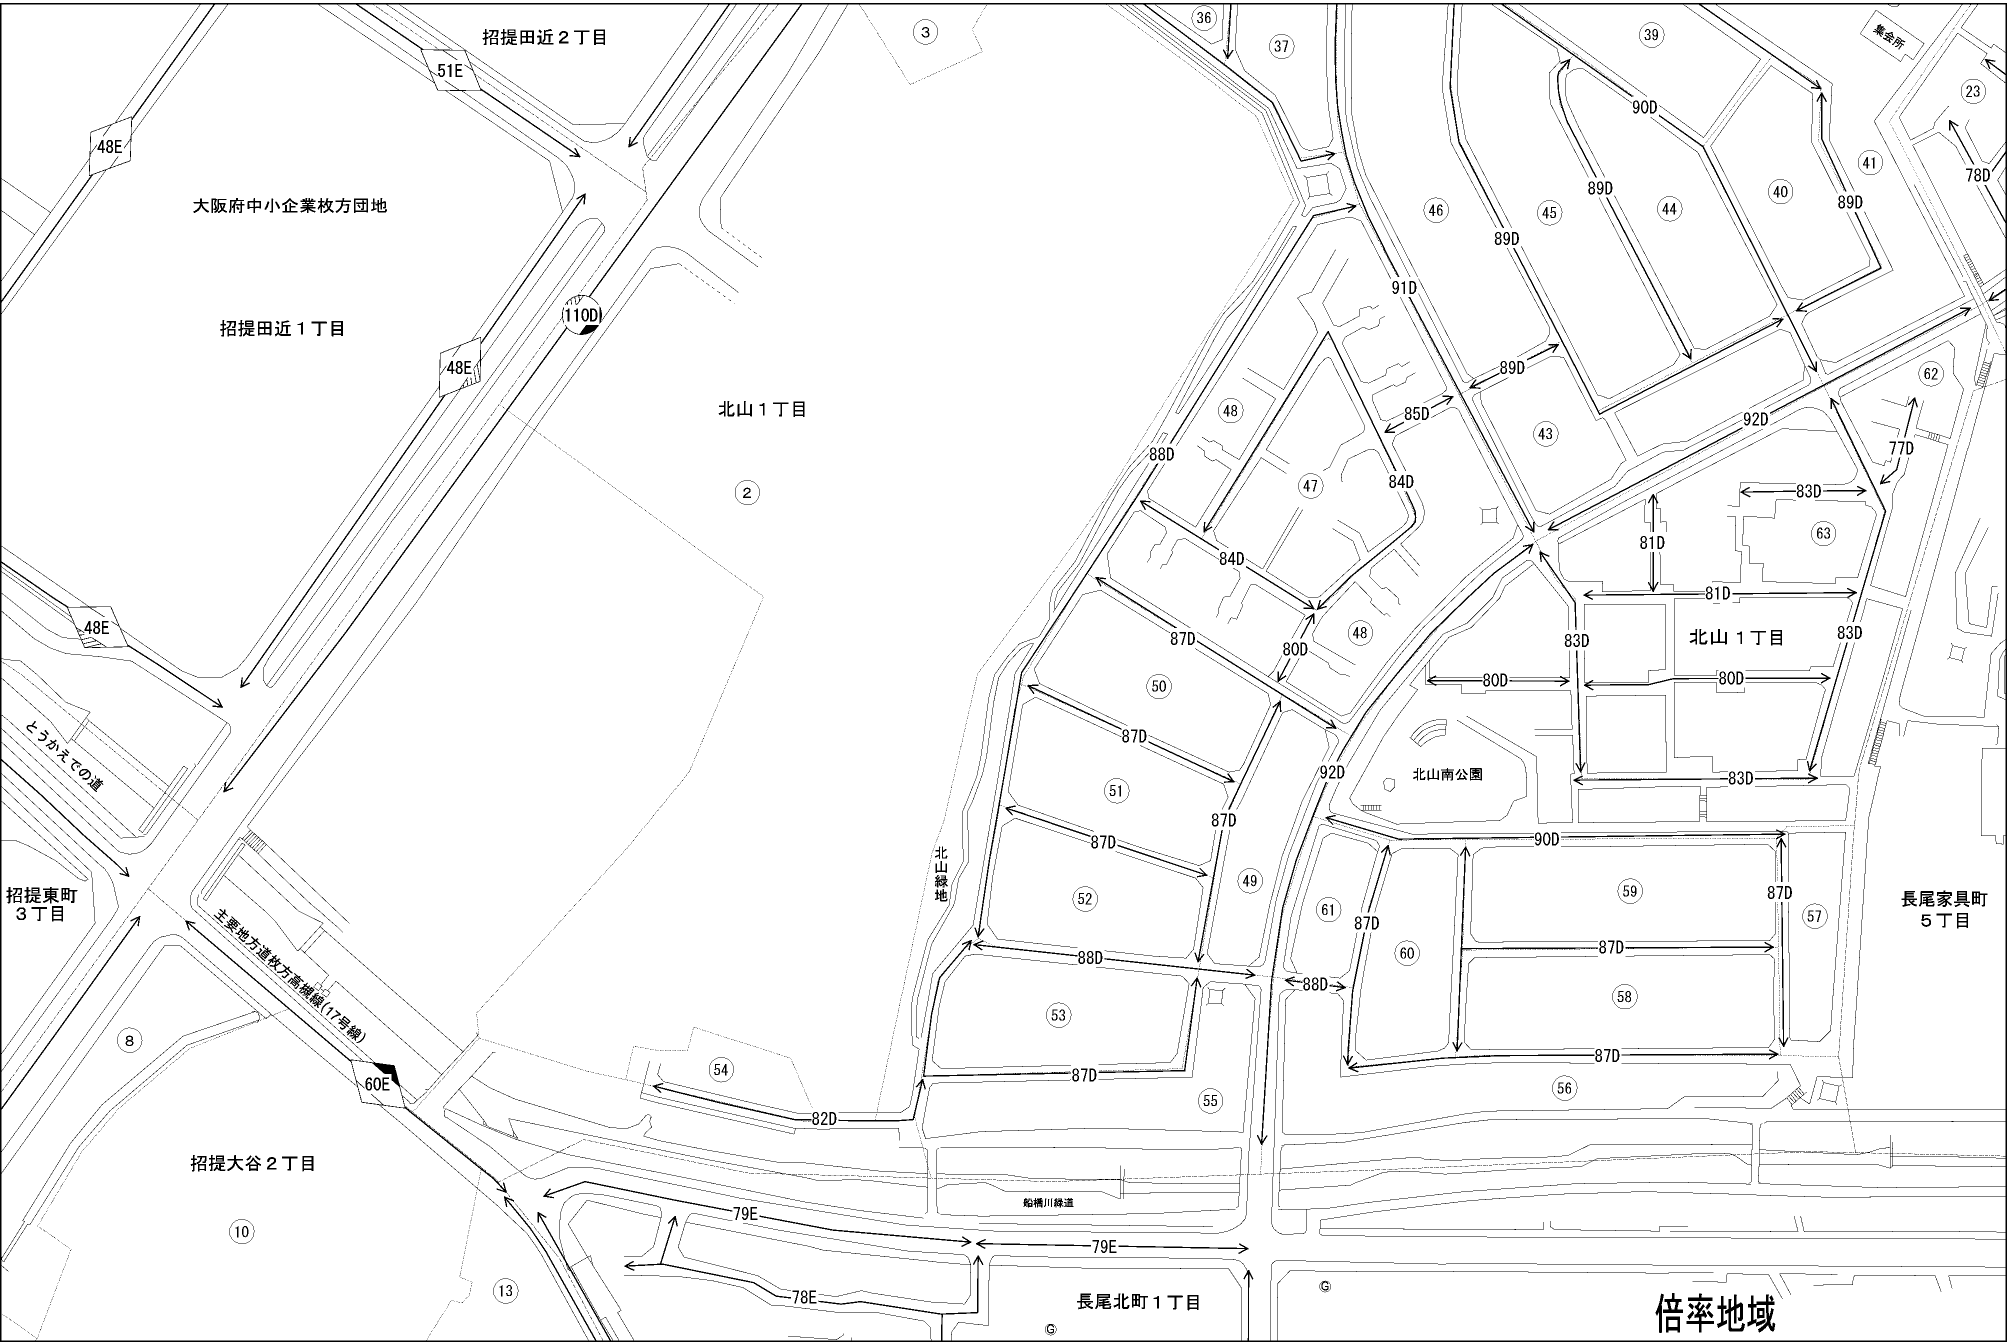 招提田近２丁目
3
36
37
39
集会所
51E
23
90D
48E
41
78D
89D
40
89D
大阪府中小企業枚方団地
46
45
44
89D
91D
110D
招提田近１丁目
48E
89D
62
北山１丁目
48
85D
43
92D
88D
77D
84D
47
2
83D
81D
63
84D
81D
48E
87D
80D
48
83D
北山１丁目
83D
80D
80D
50
とうかえでの道
87D
92D
北山南公園
83D
51
87D
87D
90D
北山緑地
招提東町
３丁目
52
49
61
87D
60
59
87D
57
長尾家具町
５丁目
主要地方道枚方高槻線(17号線)
88D
88D
87D
58
53
8
54
60E
87D
87D
56
55
82D
招提大谷２丁目
船橋川緑道
79E
79E
10
13
78E
長尾北町１丁目
G
G
倍率地域